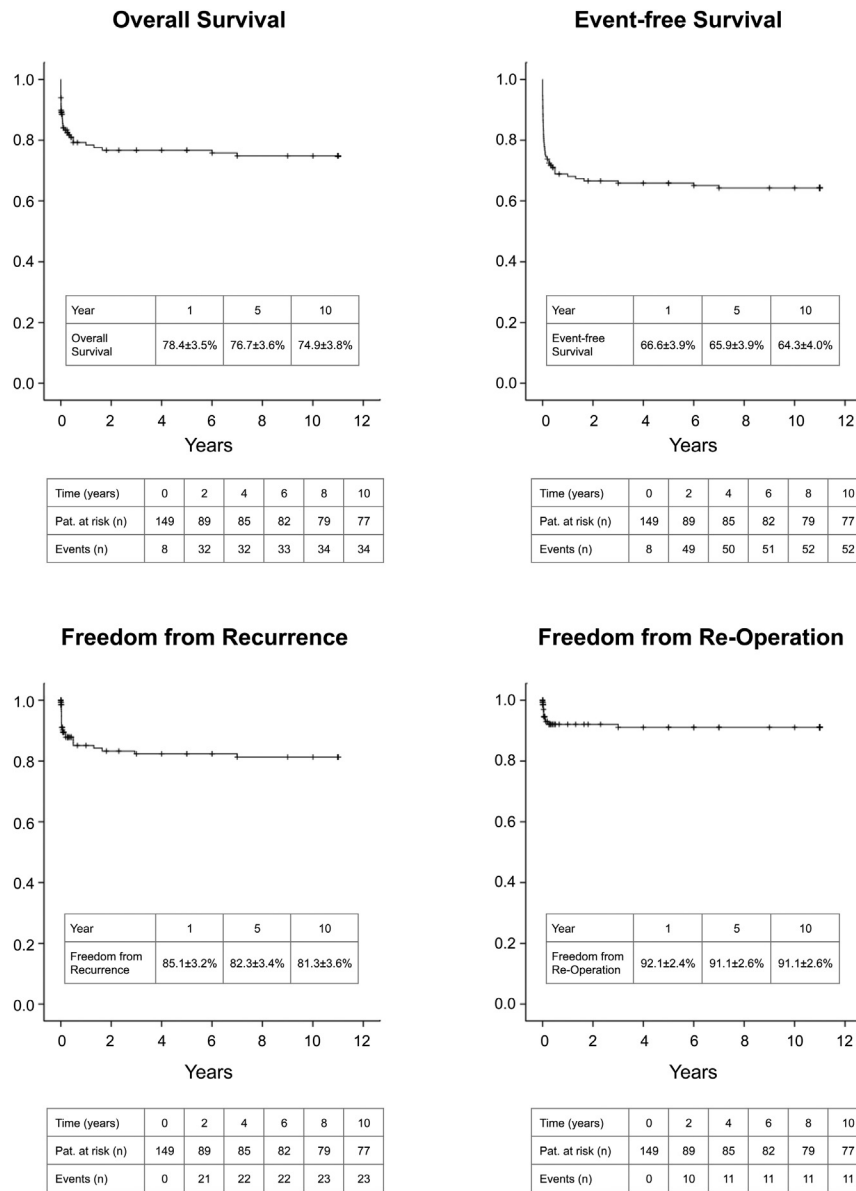 Overall Survival
1.0
0.8
0.6
0.4
0.2
0.0
Year 1 5 10
Overall
Survival
78.4±3.5% 76.7±3.6% 74.9±3.8%
0 2 4 6 8 10 12
Years
Time (years) 0 2 4 6 8 10
Pat. at risk (n) 149 89 85 82 79 77
Events (n) 8 32 32 33 34 34
Event-free Survival
1.0
0.8
0.6
0.4
0.2
0.0
Year 1 5 10
Event-free
Survival
66.6±3.9% 65.9±3.9% 64.3±4.0%
0 2 4 6 8 10 12
Years
Time (years) 0 2 4 6 8 10
Pat. at risk (n) 149 89 85 82 79 77
Events (n) 8 49 50 51 52 52
Freedom from Recurrence
1.0
0.8
0.6
0.4
0.2
0.0
Year 1 5 10
Freedom from
Recurrence
85.1±3.2% 82.3±3.4% 81.3±3.6%
0 2 4 6 8 10 12
Years
Time (years) 0 2 4 6 8 10
Pat. at risk (n) 149 89 85 82 79 77
Events (n) 0 21 22 22 23 23
Freedom from Re-Operation
1.0
0.8
0.6
0.4
0.2
0.0
Year 1 5 10
Freedom from
Re-Operation
92.1±2.4% 91.1±2.6% 91.1±2.6%
0 2 4 6 8 10 12
Years
Time (years) 0 2 4 6 8 10
Pat. at risk (n) 149 89 85 82 79 77
Events (n) 0 10 11 11 11 11